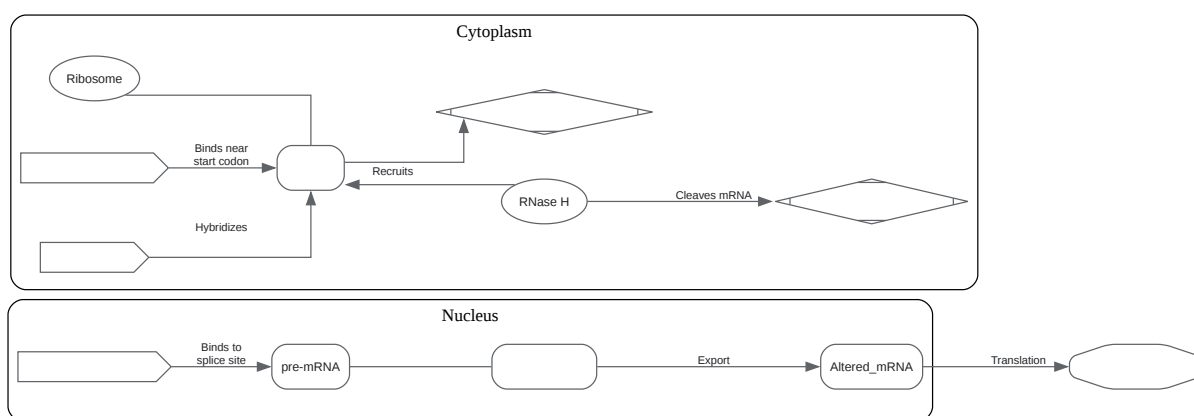 Cytoplasm
Ribosome
Binds near
start codon
Recruits
RNase H
Cleaves mRNA
Hybridizes
Nucleus
Binds to
splice site
pre-mRNA
Export
Altered_mRNA
Translation